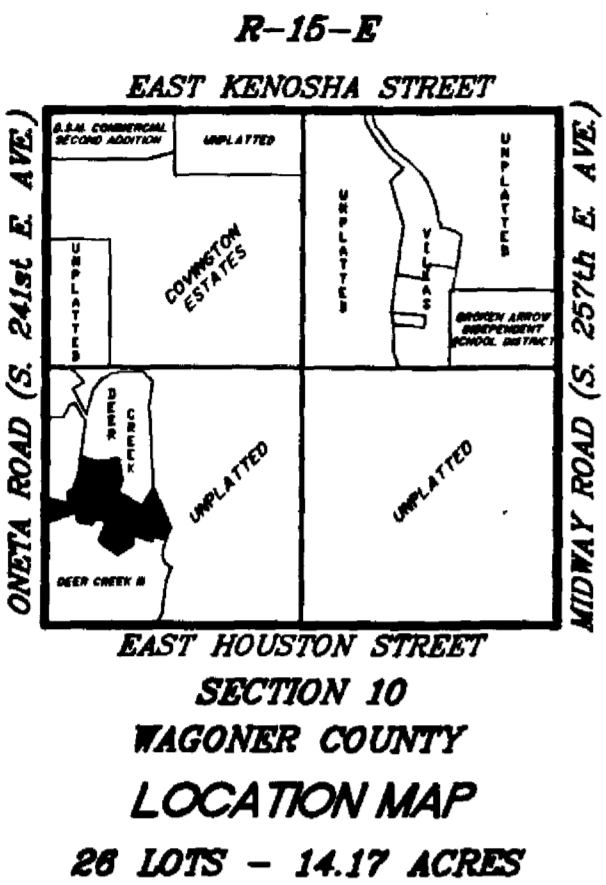 R-15-E
EAST KENOSHA STREET
ONETA ROAD (S. 241st E. AVE.)
MIDWAY ROAD (S. 257th E. AVE.)
B.S.M. COMMERCIAL
SECOND ADDITION
UNPLATTED
COVINGTON
ESTATES
UNPLATTED
UNPLATTED
VILLAS
UNPLATTED
BROKEN ARROW
INDEPENDENT
SCHOOL DISTRICT
DEER
CREEK
UNPLATTED
UNPLATTED
DEER CREEK III
EAST HOUSTON STREET
SECTION 10
WAGONER COUNTY
LOCATION MAP
26 LOTS - 14.17 ACRES